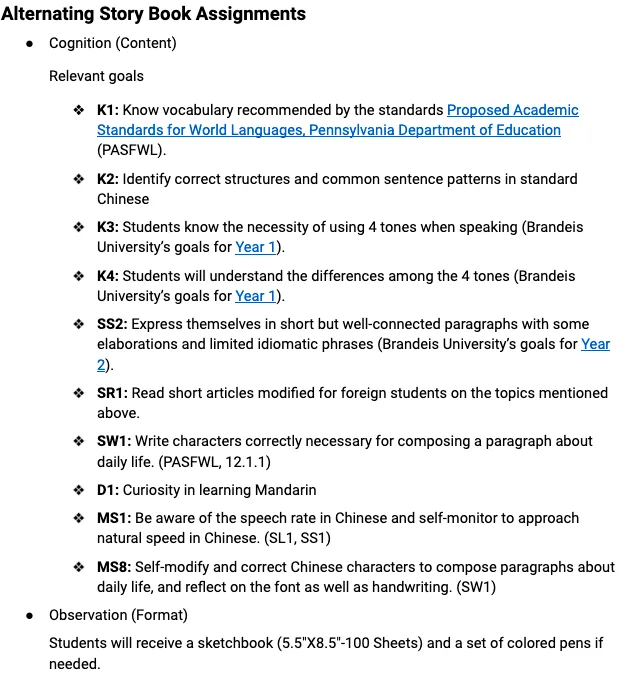 Alternating Story Book Assignments
● Cognition (Content)
Relevant goals
❖ K1: Know vocabulary recommended by the standards Proposed Academic
Standards for World Languages, Pennsylvania Department of Education
(PASFWL).
❖ K2: Identify correct structures and common sentence patterns in standard
Chinese
❖ K3: Students know the necessity of using 4 tones when speaking (Brandeis
University’s goals for Year 1).
❖ K4: Students will understand the differences among the 4 tones (Brandeis
University’s goals for Year 1).
❖ SS2: Express themselves in short but well-connected paragraphs with some
elaborations and limited idiomatic phrases (Brandeis University’s goals for Year
2).
❖ SR1: Read short articles modified for foreign students on the topics mentioned
above.
❖ SW1: Write characters correctly necessary for composing a paragraph about
daily life. (PASFWL, 12.1.1)
❖ D1: Curiosity in learning Mandarin
❖ MS1: Be aware of the speech rate in Chinese and self-monitor to approach
natural speed in Chinese. (SL1, SS1)
❖ MS8: Self-modify and correct Chinese characters to compose paragraphs about
daily life, and reflect on the font as well as handwriting. (SW1)
● Observation (Format)
Students will receive a sketchbook (5.5"X8.5"-100 Sheets) and a set of colored pens if
needed.